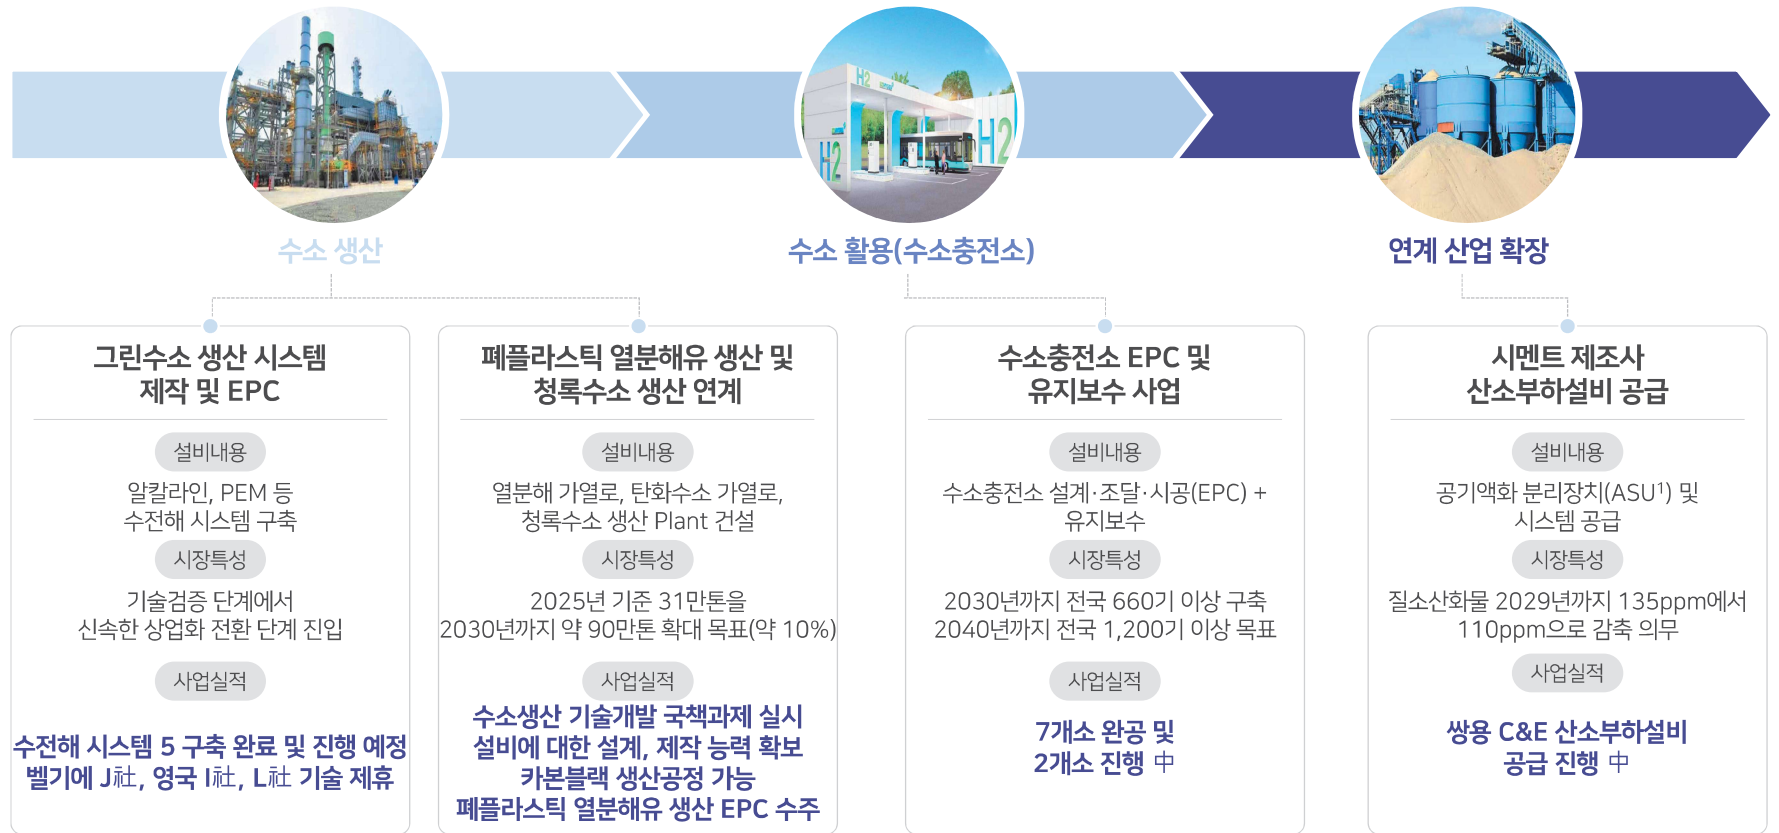 H2
H2
H2
수소 생산
수소 활용(수소충전소)
연계 산업 확장
그린수소 생산 시스템
제작 및 EPC
설비내용
알칼라인, PEM 등
수전해 시스템 구축
시장특성
기술검증 단계에서
신속한 상업화 전환 단계 진입
사업실적
수전해 시스템 5 구축 완료 및 진행 예정
벨기에 J社, 영국 I社, L社 기술 제휴
폐플라스틱 열분해유 생산 및
청록수소 생산 연계
설비내용
열분해 가열로, 탄화수소 가열로,
청록수소 생산 Plant 건설
시장특성
2025년 기준 31만톤을
2030년까지 약 90만톤 확대 목표(약 10%)
사업실적
수소생산 기술개발 국책과제 실시
설비에 대한 설계, 제작 능력 확보
카본블랙 생산공정 가능
폐플라스틱 열분해유 생산 EPC 수주
수소충전소 EPC 및
유지보수 사업
설비내용
수소충전소 설계·조달·시공(EPC) +
유지보수
시장특성
2030년까지 전국 660기 이상 구축
2040년까지 전국 1,200기 이상 목표
사업실적
7개소 완공 및
2개소 진행 中
시멘트 제조사
산소부하설비 공급
설비내용
공기액화 분리장치(ASU¹) 및
시스템 공급
시장특성
질소산화물 2029년까지 135ppm에서
110ppm으로 감축 의무
사업실적
쌍용 C&E 산소부하설비
공급 진행 中